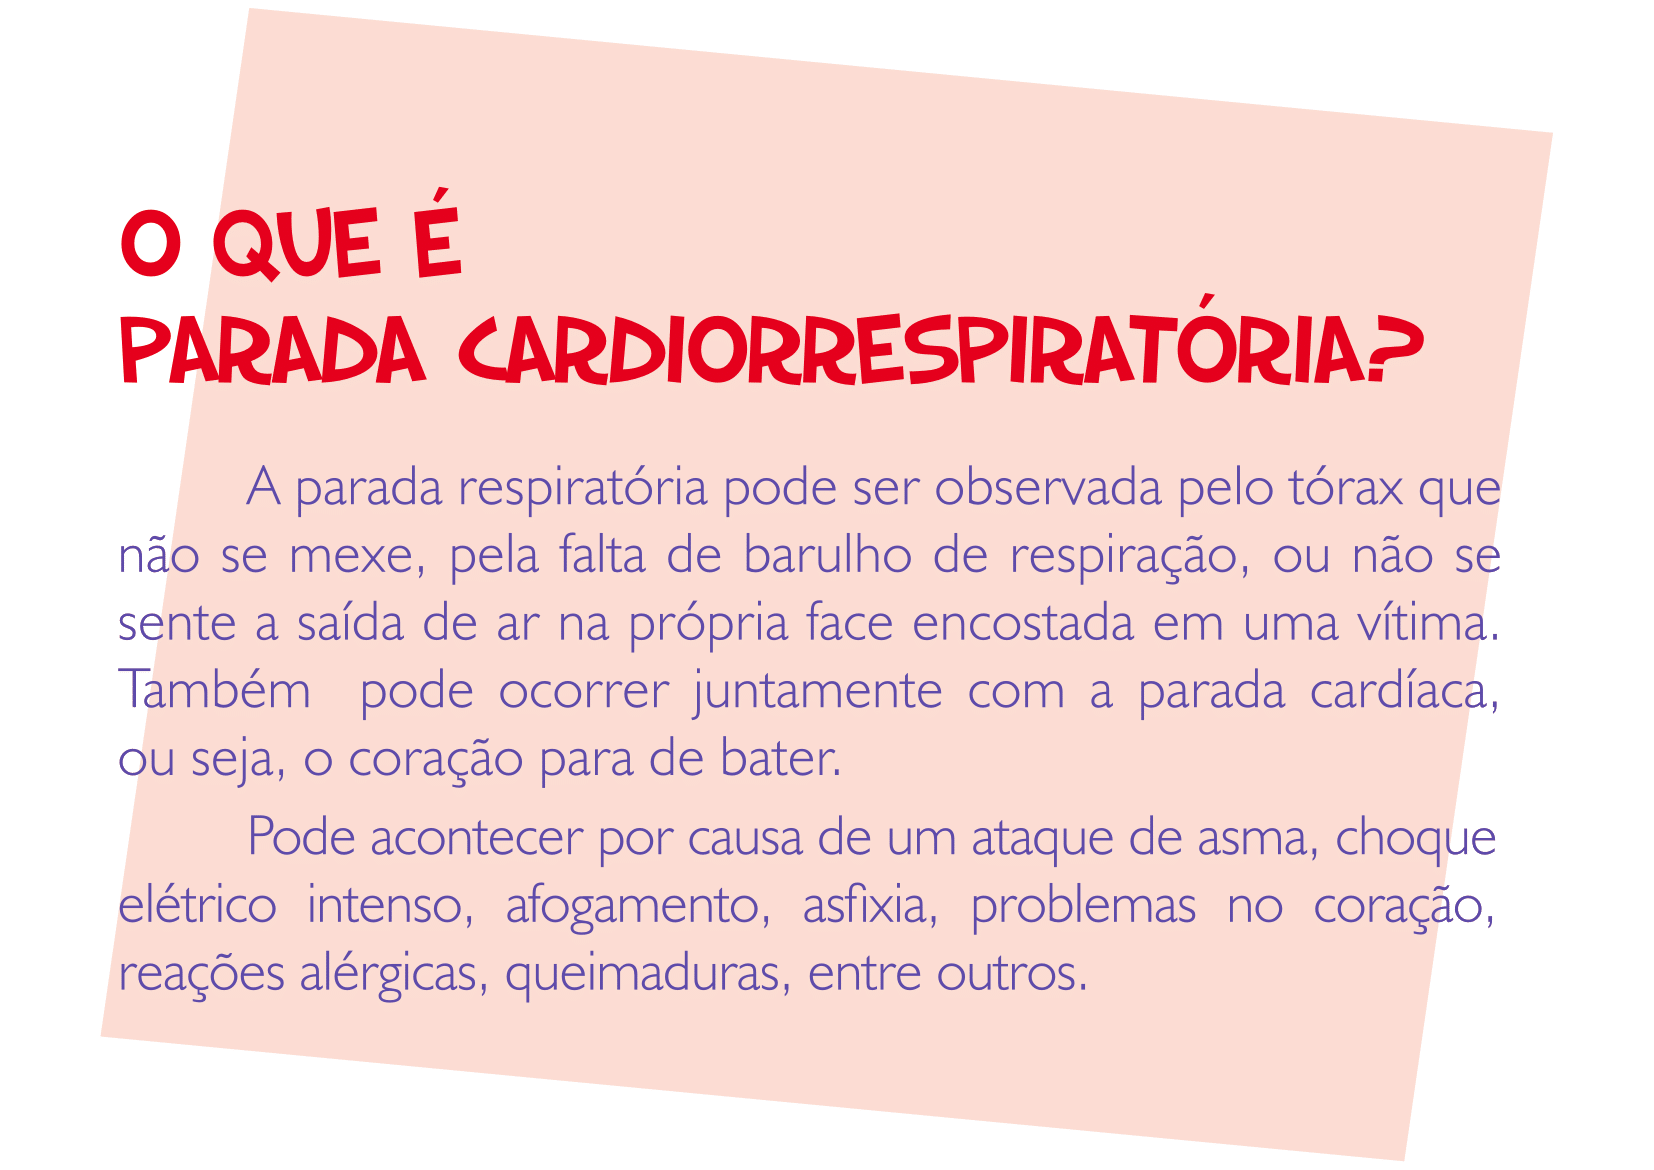 O QUE É
PARADA CARDIORRESPIRATÓRIA?
A parada respiratória pode ser observada pelo tórax que
não se mexe, pela falta de barulho de respiração, ou não se
sente a saída de ar na própria face encostada em uma vítima.
Também pode ocorrer juntamente com a parada cardíaca,
ou seja, o coração para de bater.
Pode acontecer por causa de um ataque de asma, choque
elétrico intenso, afogamento, asfixia, problemas no coração,
reações alérgicas, queimaduras, entre outros.